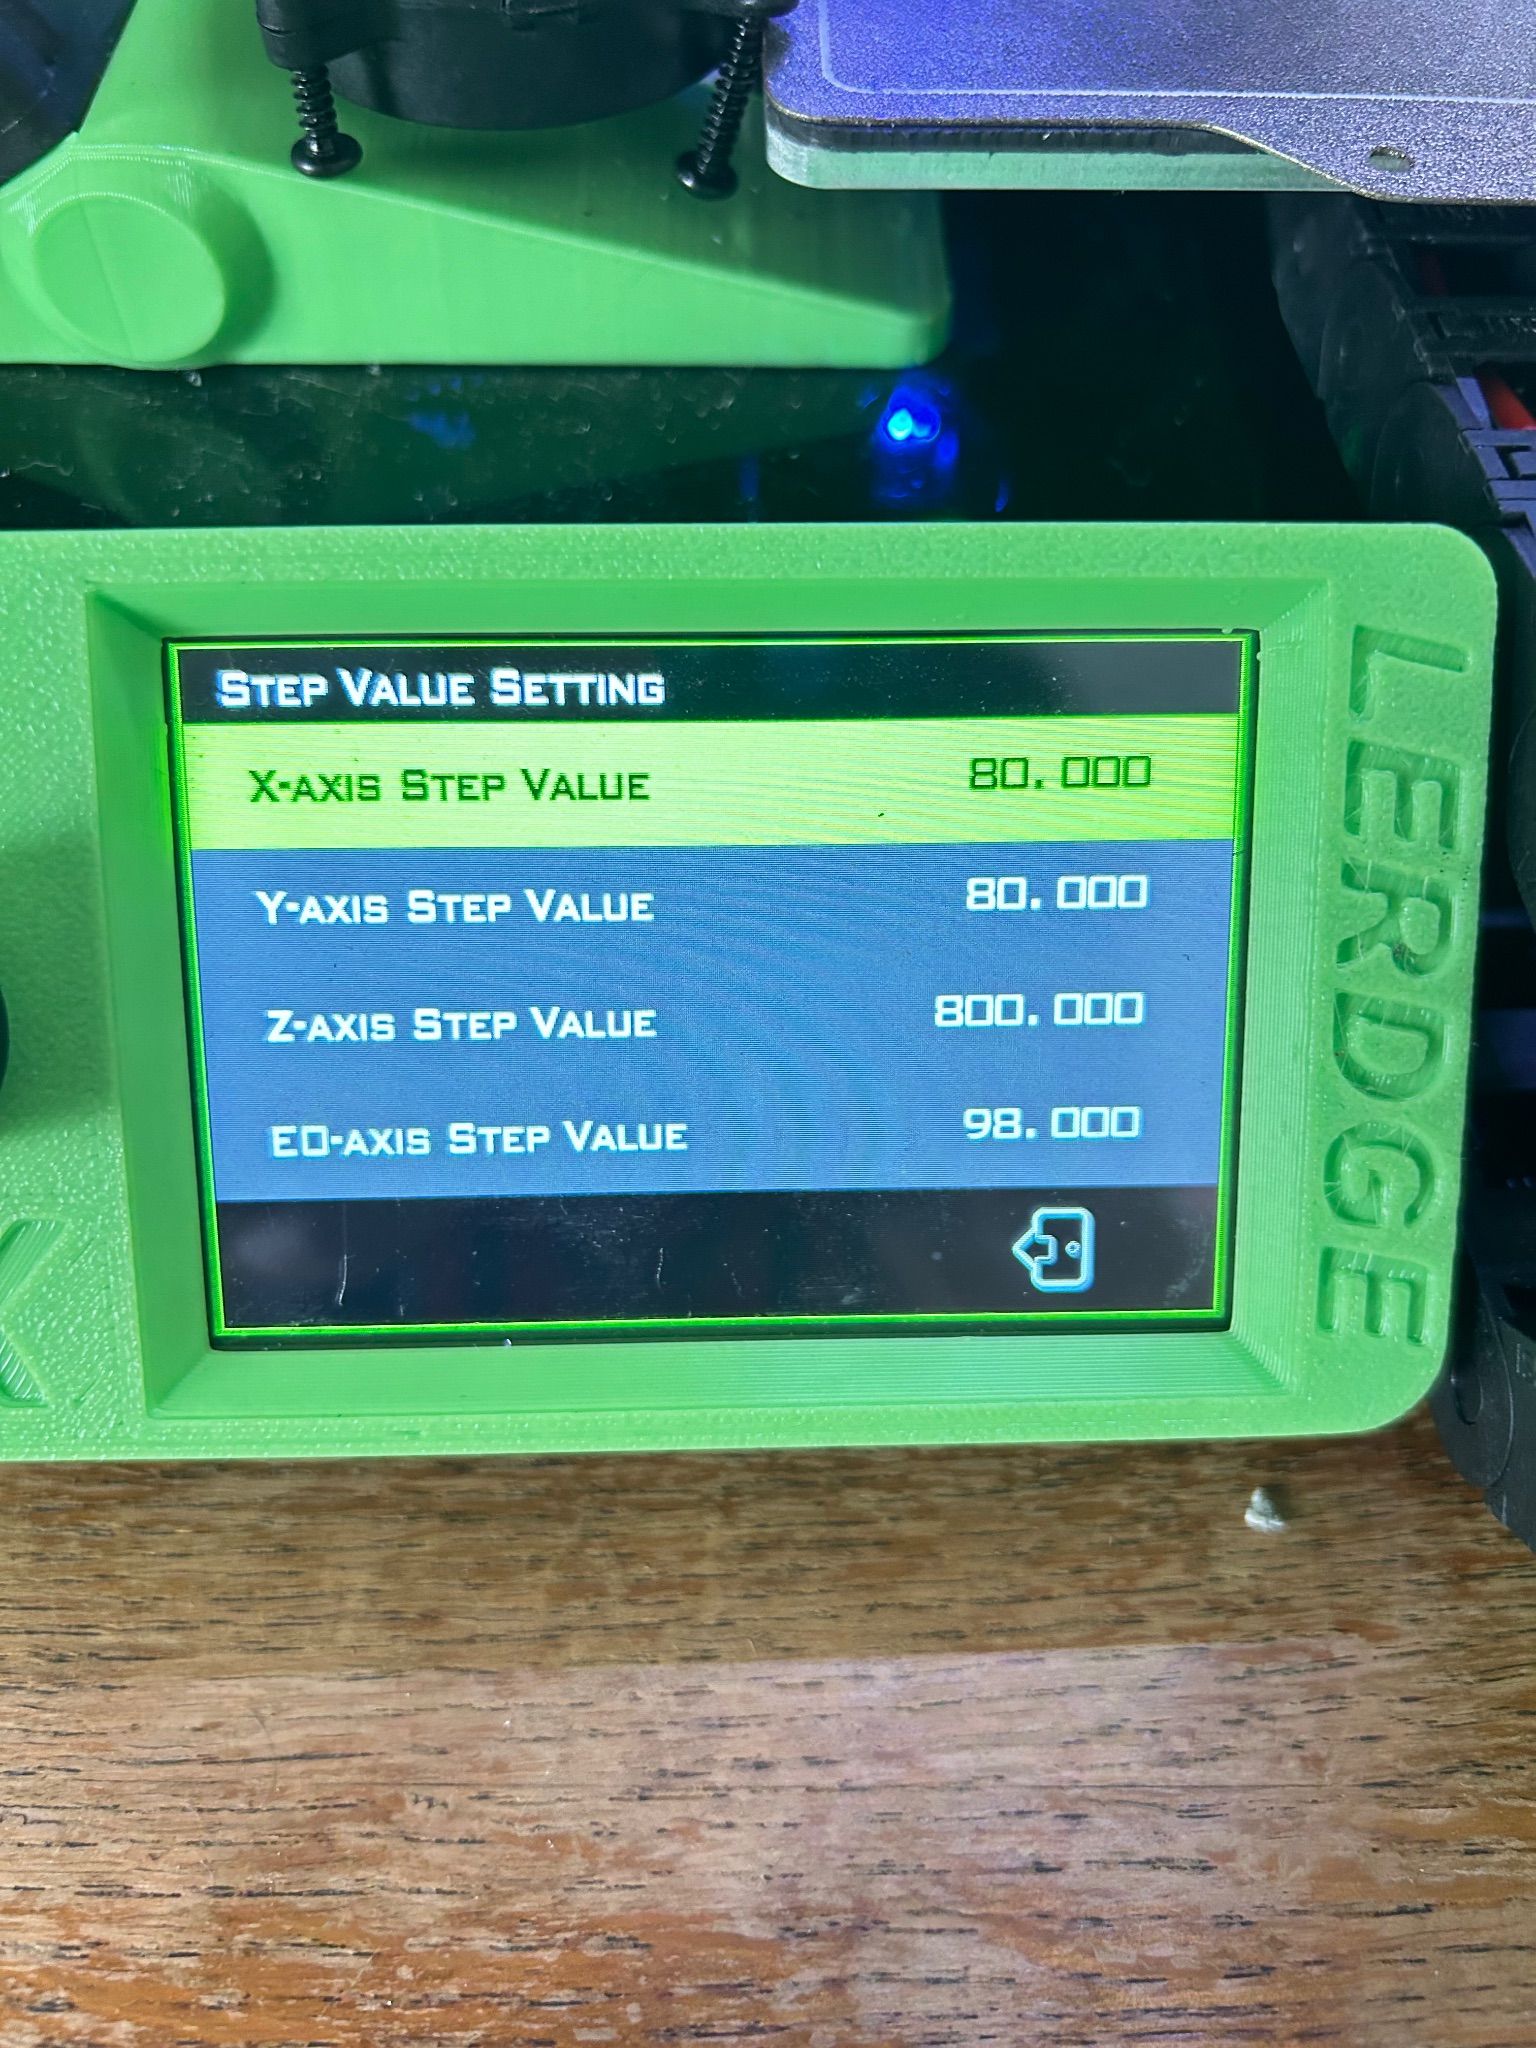 STEP VALUE SETTING
X-AXIS STEP VALUE 80.000
Y-AXIS STEP VALUE 80.000
Z-AXIS STEP VALUE 800.000
E0-AXIS STEP VALUE 98.000
LERDGE